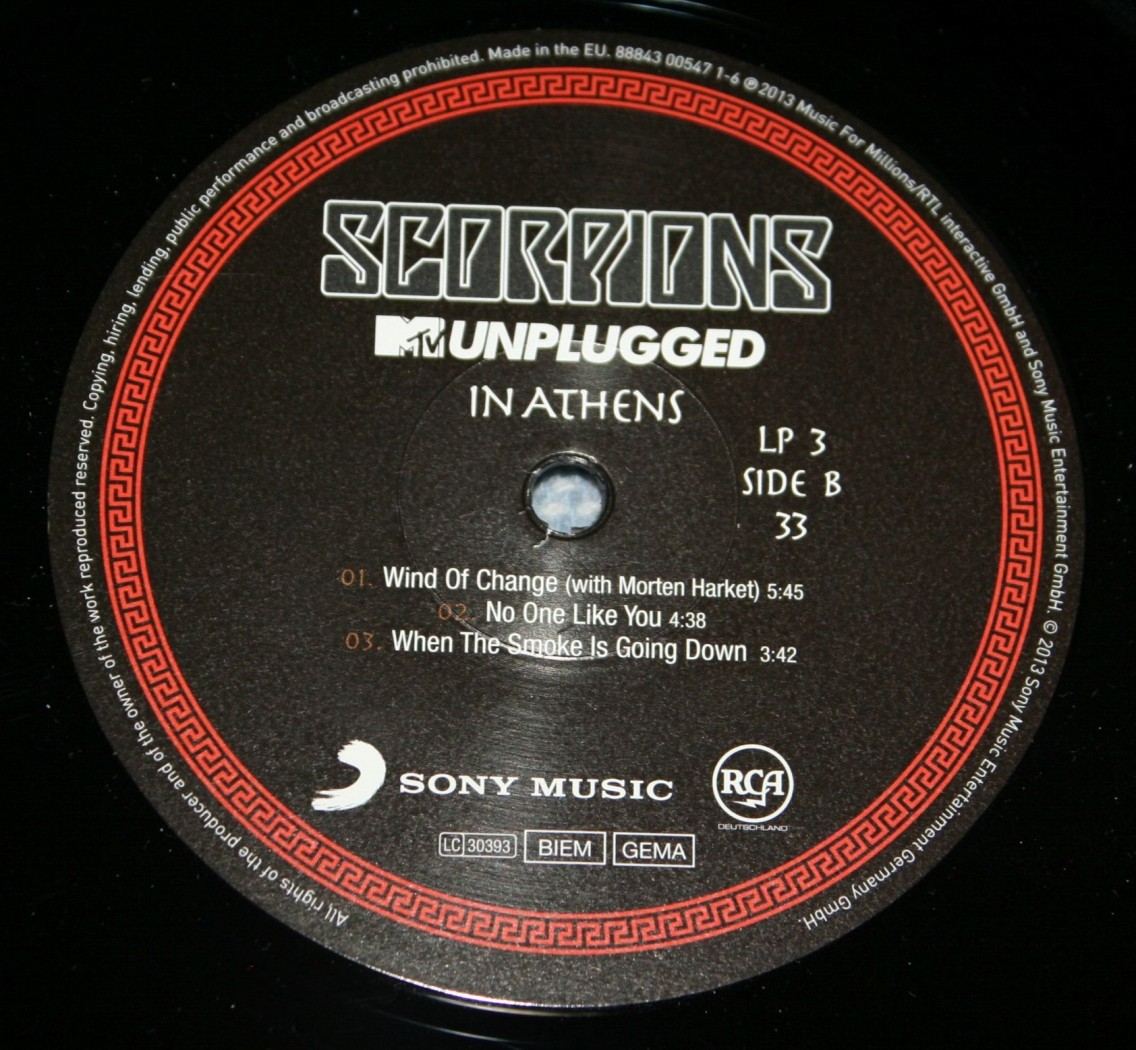 All rights of the producer and of the owner of the work reproduced reserved. Copying, hiring, lending, public performance and broadcasting prohibited. Made in the EU. 88843 00547 1-6 ℗ 2013 Music For Millions/RTL interactive GmbH and Sony Music Entertainment GmbH. © 2013 Sony Music Entertainment Germany GmbH.
SCORPIONS
MTV UNPLUGGED
IN ATHENS
LP 3
SIDE B
33
01. Wind Of Change (with Morten Harket) 5:45
02. No One Like You 4:38
03. When The Smoke Is Going Down 3:42
SONY MUSIC RCA
DEUTSCHLAND
LC 30393 BIEM GEMA